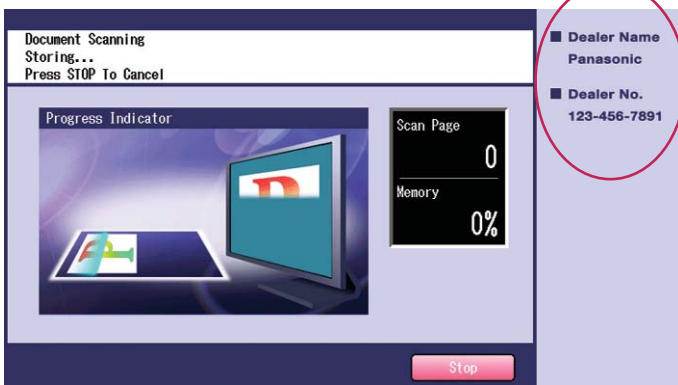 Document Scanning
Storing...
Press STOP To Cancel
Progress Indicator
Scan Page
0
Memory
0%
Stop
■ Dealer Name
Panasonic
■ Dealer No.
123-456-7891